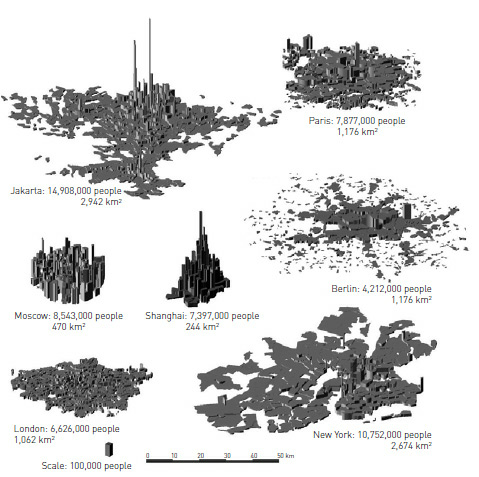 Paris: 7,877,000 people
1,176 km²
Jakarta: 14,908,000 people
2,942 km²
Berlin: 4,212,000 people
1,176 km²
Moscow: 8,543,000 people
470 km²
Shanghai: 7,397,000 people
244 km²
London: 6,626,000 people
1,062 km²
New York: 10,752,000 people
2,674 km²
Scale: 100,000 people
0 10 20 30 40 50 km